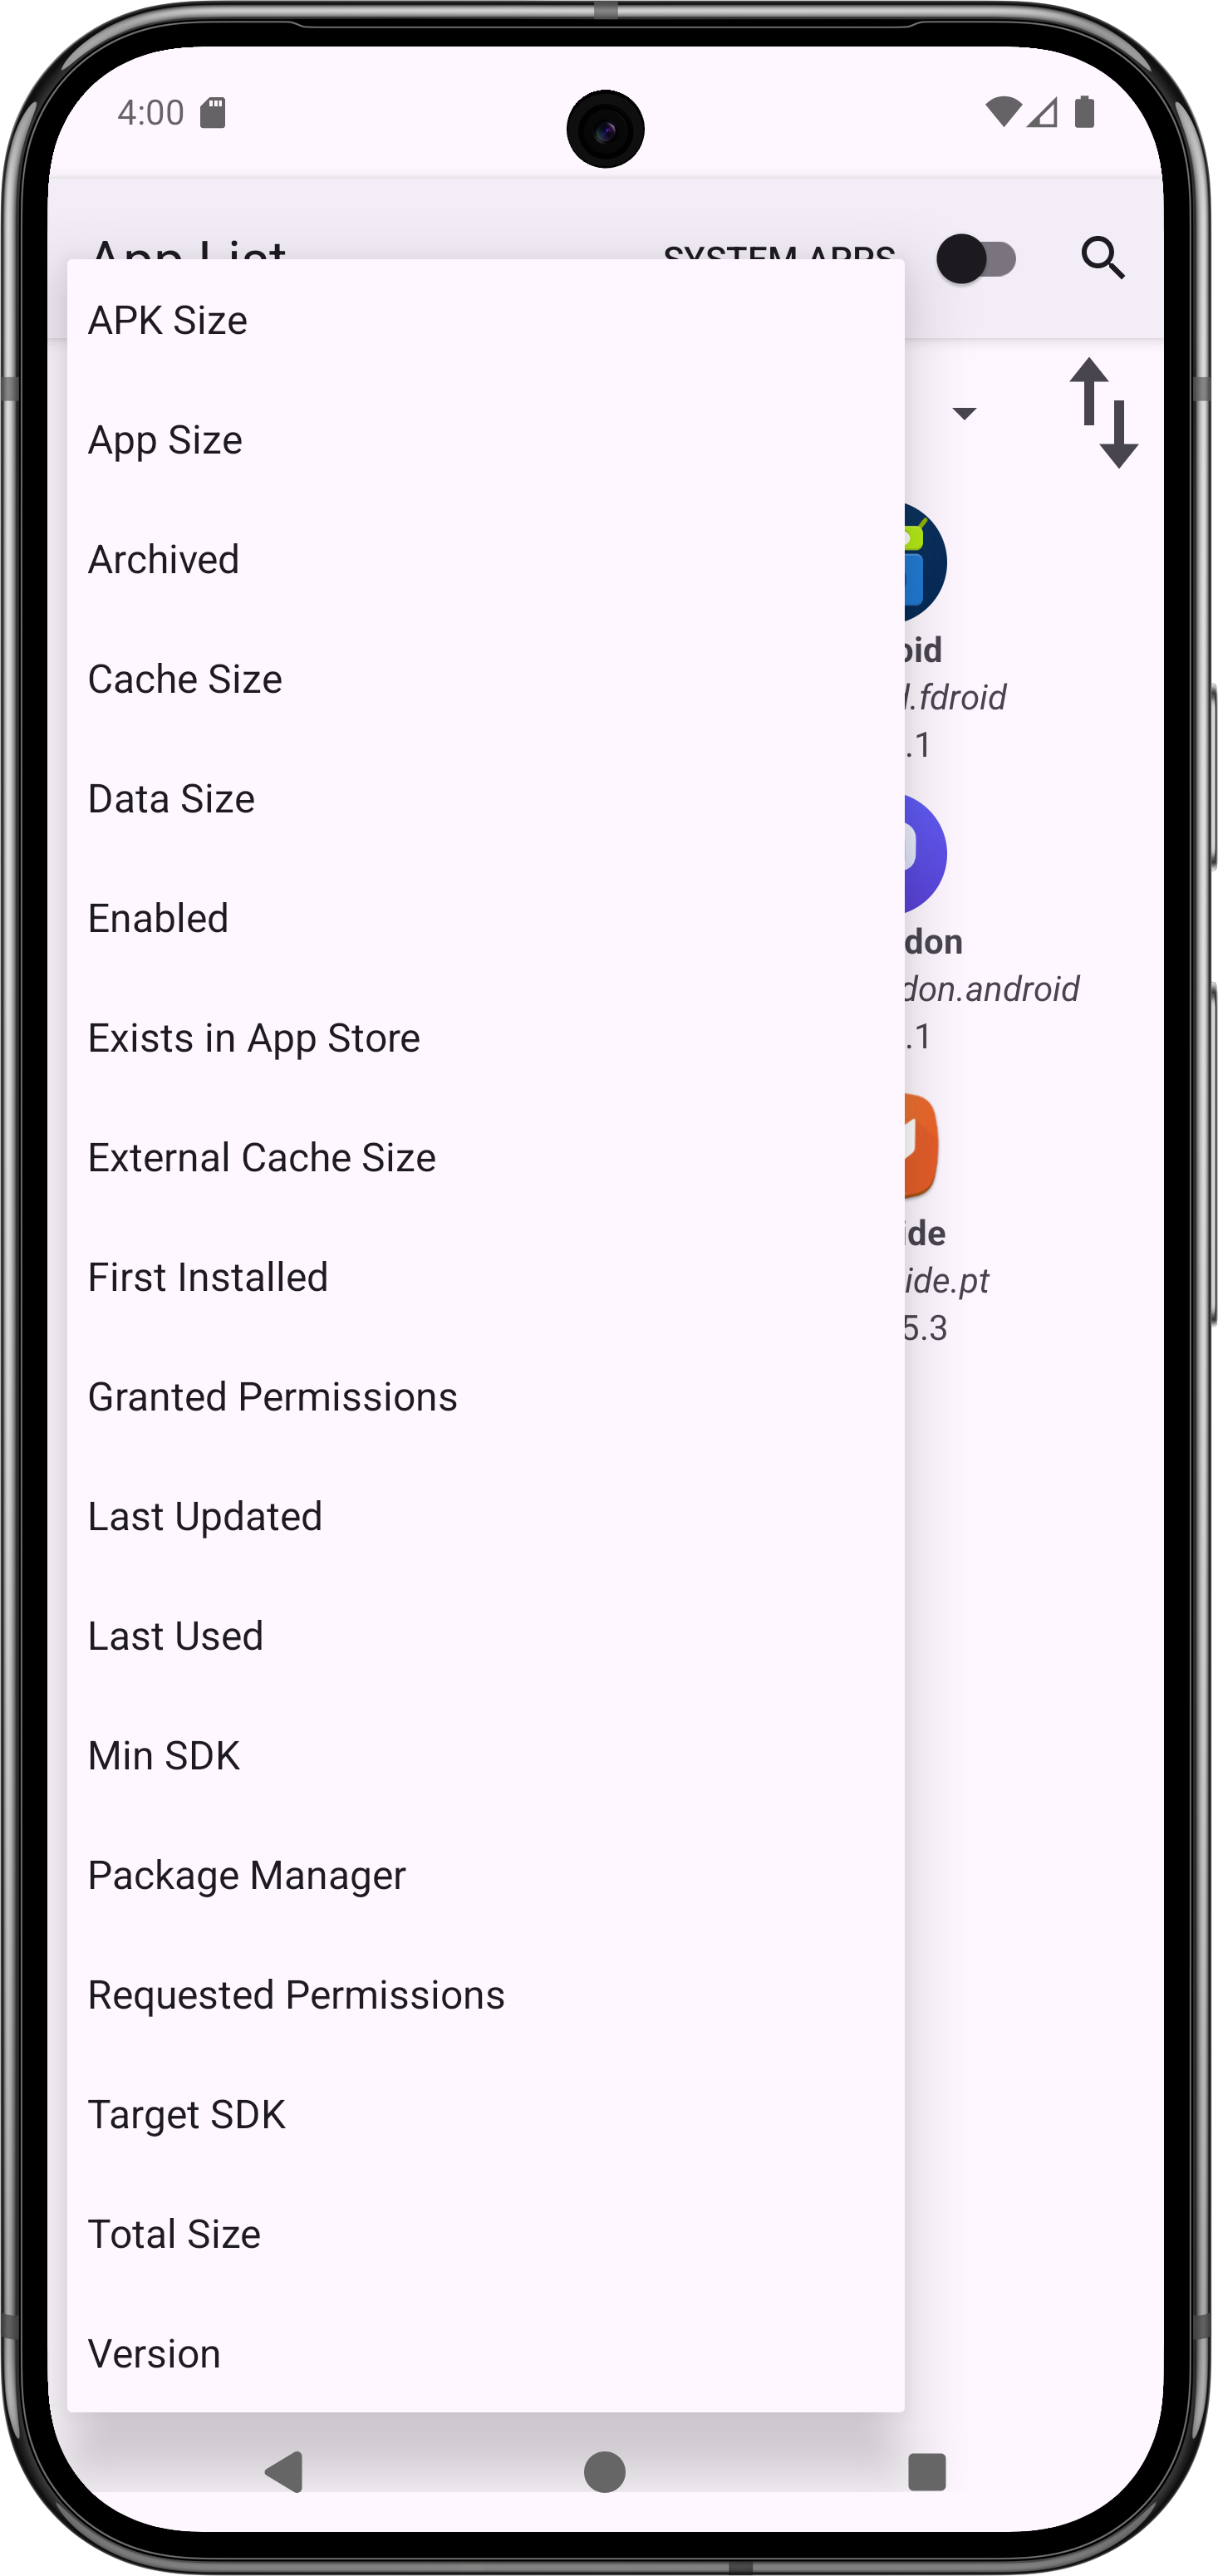 4:00
App List
SYSTEM APPS
APK Size
App Size
Archived
Cache Size
Data Size
Enabled
Exists in App Store
External Cache Size
First Installed
Granted Permissions
Last Updated
Last Used
Min SDK
Package Manager
Requested Permissions
Target SDK
Total Size
Version
oid
.fdroid
.1
don
don.android
.1
ide
ide.pt
5.3